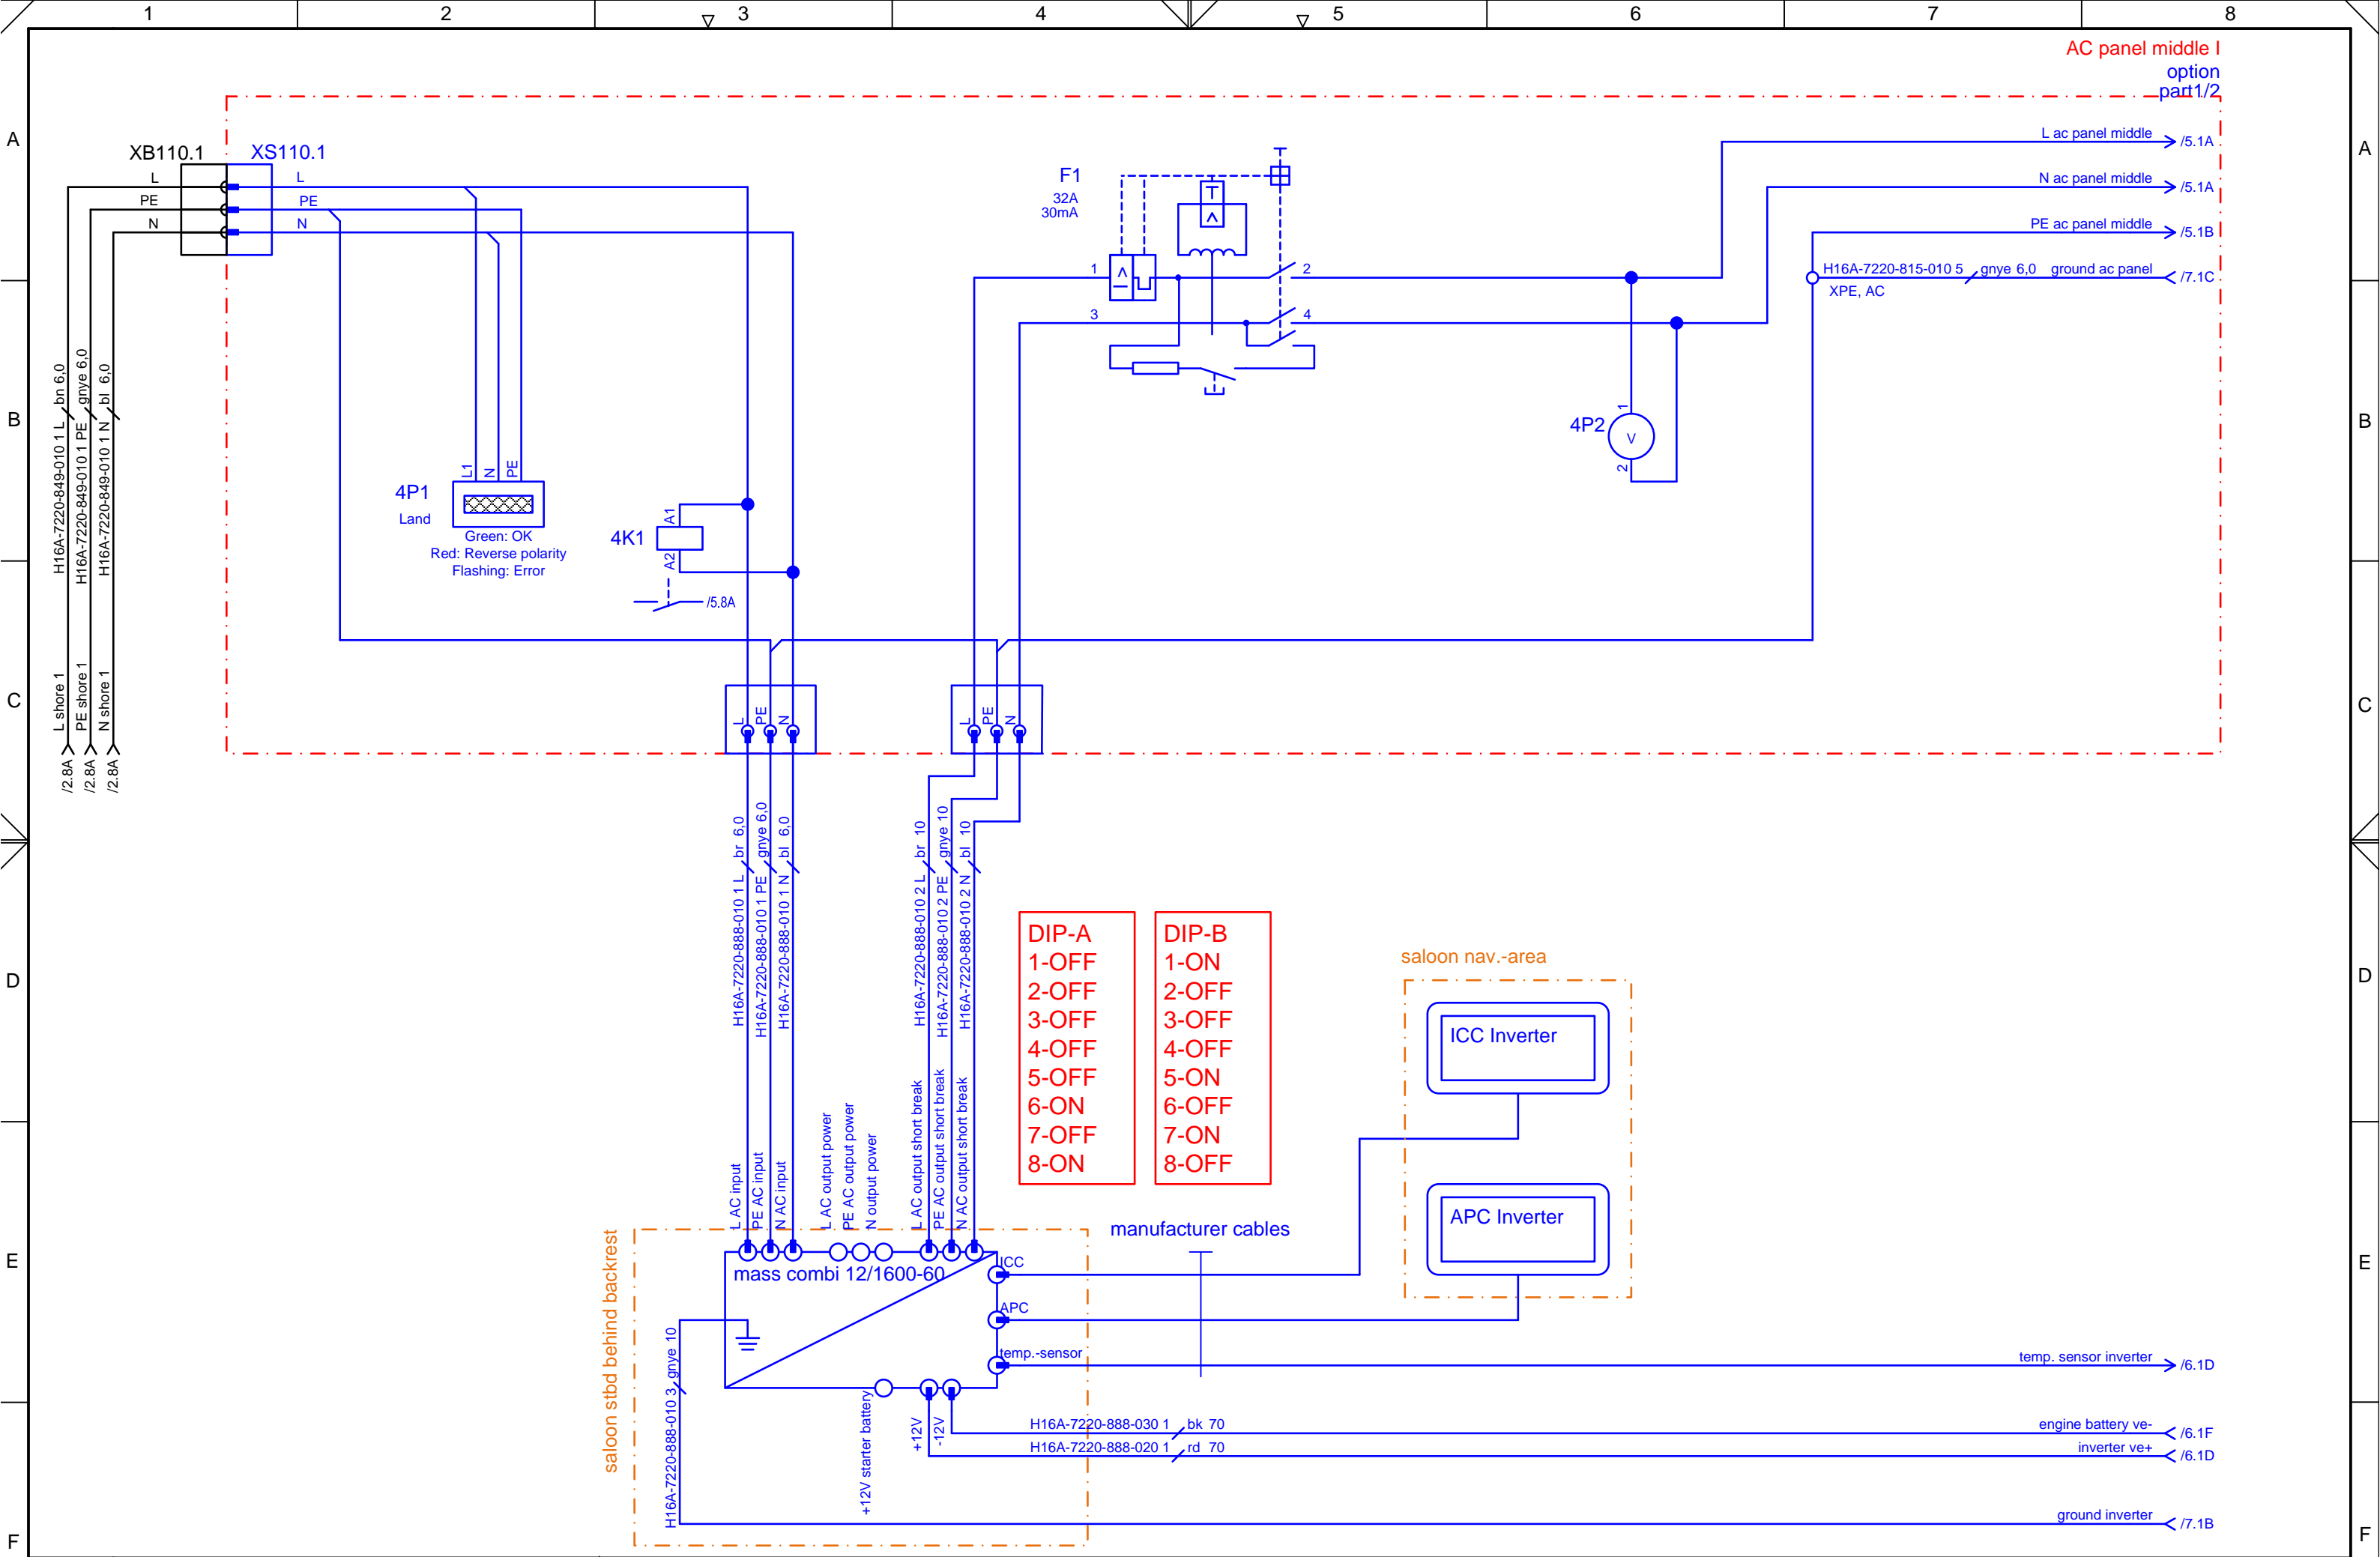 1 2 3 4 5 6 7 8
AC panel middle I
option
part1/2
A
A
L ac panel middle /5.1A
N ac panel middle /5.1A
PE ac panel middle /5.1B
H16A-7220-815-010 5 gnye 6,0 ground ac panel /7.1C
XPE, AC
XB110.1 XS110.1
L L
PE PE
N N
F1
32A
30mA
1 2
3 4
B
B
4P2
V
1
2
H16A-7220-849-010 1 L bn 6,0
H16A-7220-849-010 1 PE gnye 6,0
H16A-7220-849-010 1 N bl 6,0
L1
N
PE
4P1
Land
Green: OK
Red: Reverse polarity
Flashing: Error
4K1
A1
A2
/5.8A
C
C
L shore 1
PE shore 1
N shore 1
/2.8A
/2.8A
/2.8A
L
PE
N
L
PE
N
H16A-7220-888-010 1 L br 6,0
H16A-7220-888-010 1 PE gnye 6,0
H16A-7220-888-010 1 N bl 6,0
H16A-7220-888-010 2 L br 10
H16A-7220-888-010 2 PE gnye 10
H16A-7220-888-010 2 N bl 10
D
D
DIP-A
1-OFF
2-OFF
3-OFF
4-OFF
5-OFF
6-ON
7-OFF
8-ON
DIP-B
1-ON
2-OFF
3-OFF
4-OFF
5-ON
6-OFF
7-ON
8-OFF
saloon nav.-area
ICC Inverter
APC Inverter
L AC input
PE AC input
N AC input
L AC output power
PE AC output power
N output power
L AC output short break
PE AC output short break
N AC output short break
E
E
saloon stbd behind backrest
manufacturer cables
mass combi 12/1600-60
ICC
APC
temp.-sensor
temp. sensor inverter /6.1D
H16A-7220-888-010 3 gnye 10
+12V starter battery
+12V
-12V
H16A-7220-888-030 1 bk 70 engine battery ve- /6.1F
H16A-7220-888-020 1 rd 70 inverter ve+ /6.1D
ground inverter /7.1B
F
F